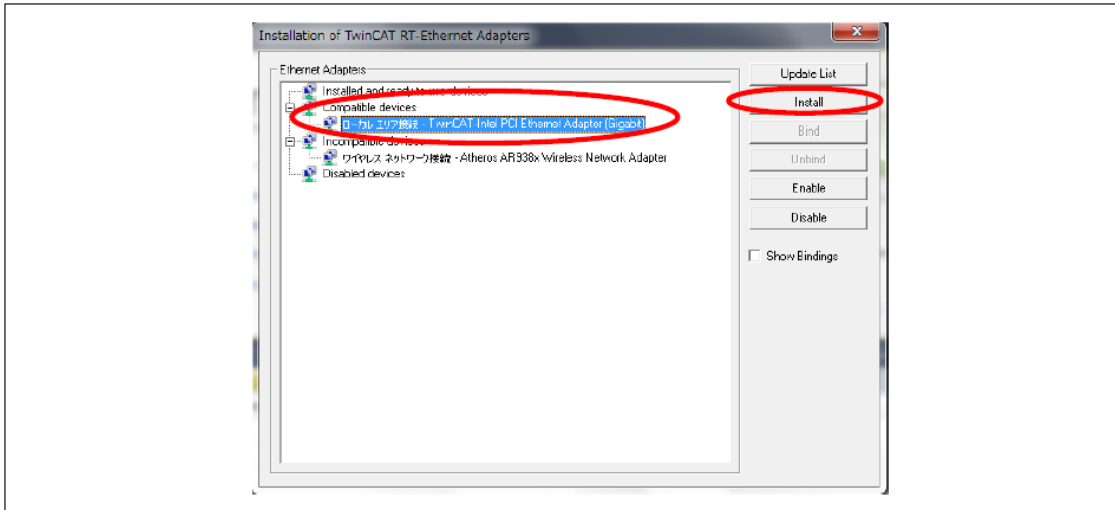 Installation of TwinCAT RT-Ethernet Adapters
Ethernet Adapters
Installed and ready to use devices
Compatible devices
ローカル エリア接続 - TwinCAT-Intel PCI Ethernet Adapter (Gigabit)
Incompatible devices
ワイヤレス ネットワーク接続 - Atheros AR938x Wireless Network Adapter
Disabled devices
Update List
Install
Bind
Unbind
Enable
Disable
Show Bindings